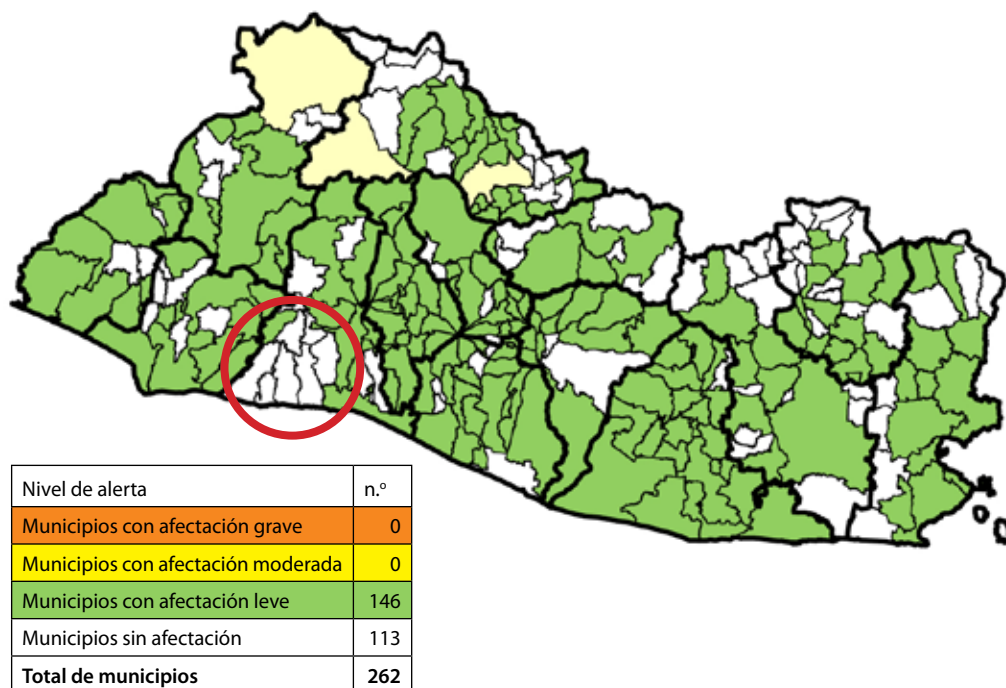 Nivel de alerta n.º
Municipios con afectación grave 0
Municipios con afectación moderada 0
Municipios con afectación leve 146
Municipios sin afectación 113
Total de municipios 262